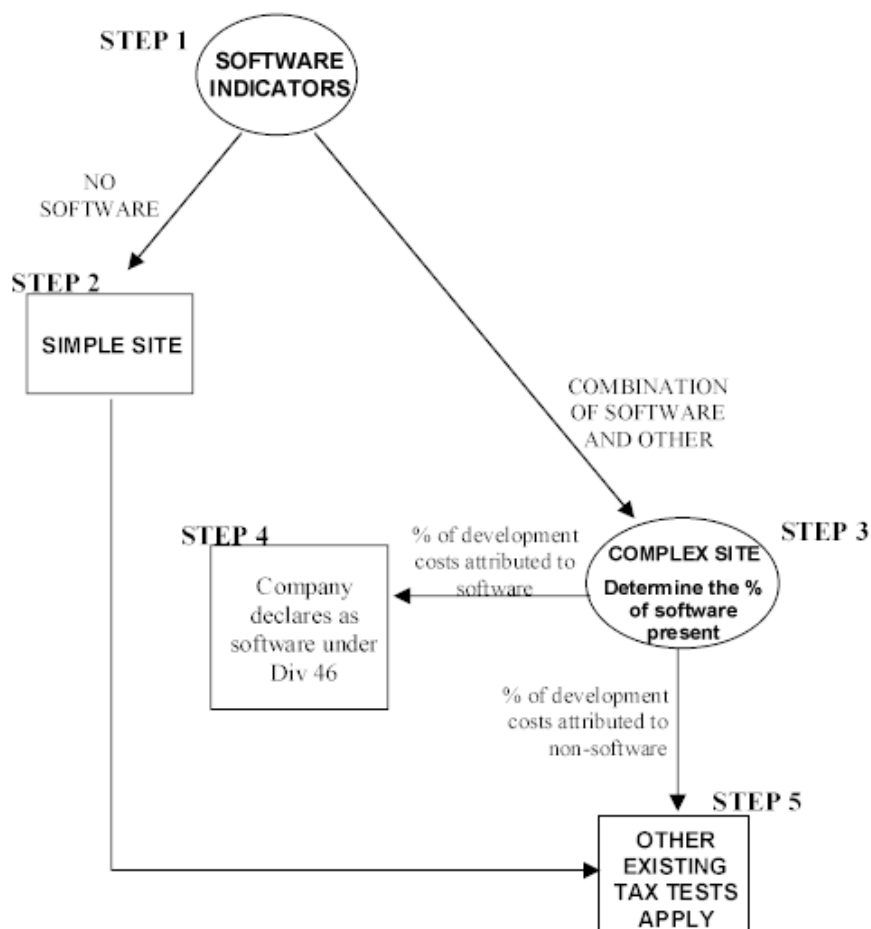 STEP 1
SOFTWARE
INDICATORS
NO
SOFTWARE
STEP 2
SIMPLE SITE
COMBINATION
OF SOFTWARE
AND OTHER
STEP 3
COMPLEX SITE
Determine the %
of software
present
% of development
costs attributed to
software
STEP 4
Company
declares as
software under
Div 46
% of development
costs attributed to
non-software
STEP 5
OTHER
EXISTING
TAX TESTS
APPLY